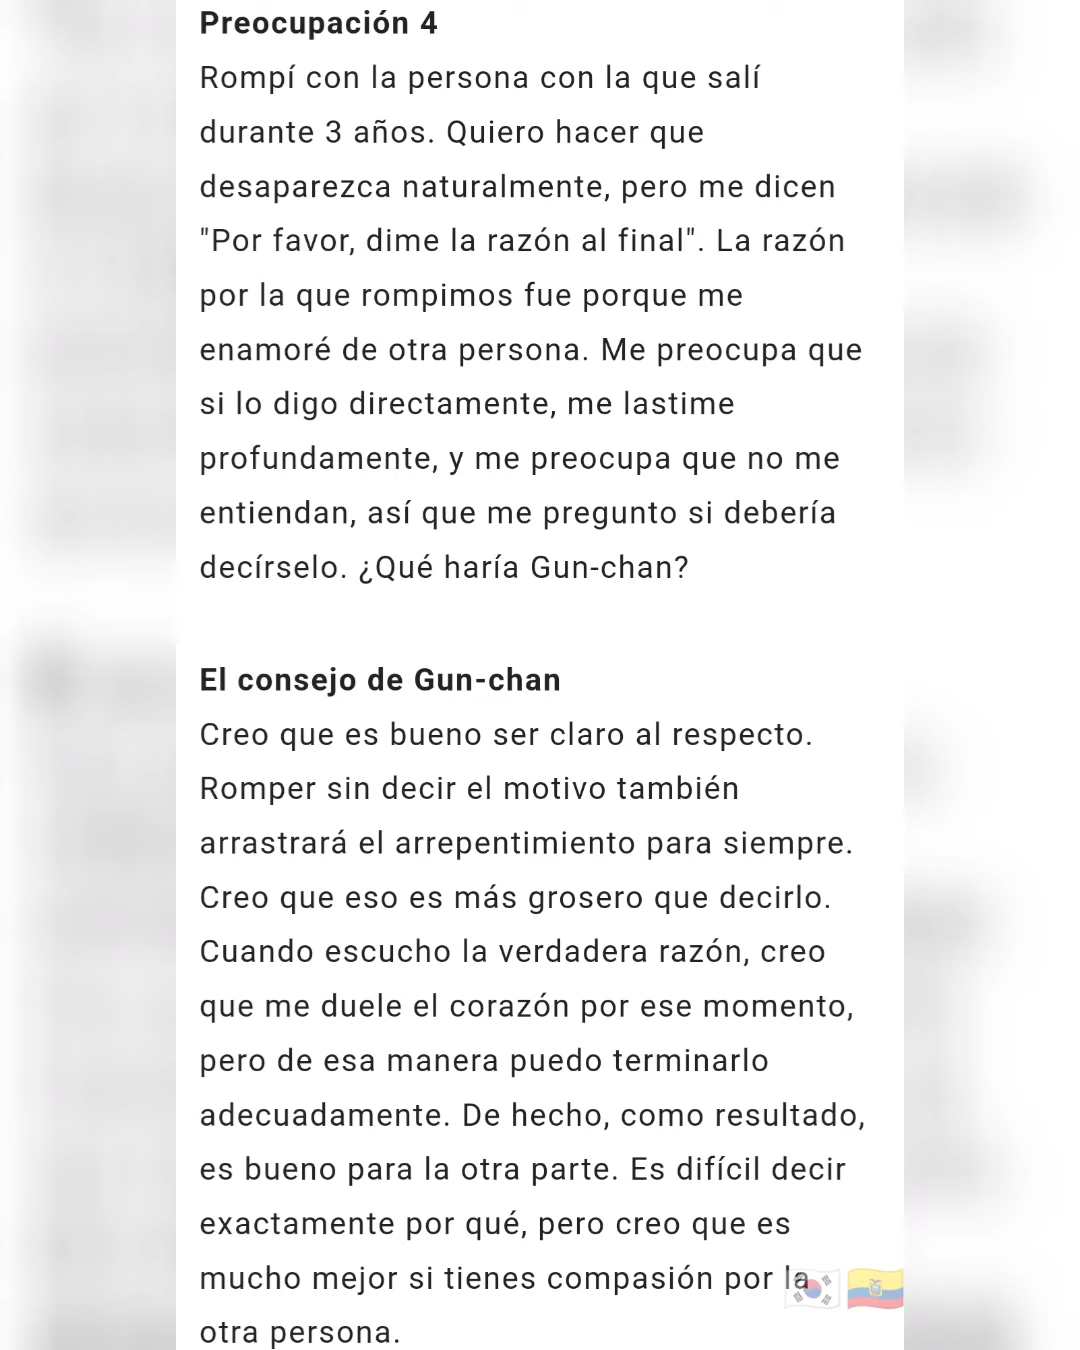 Preocupación 4
Rompí con la persona con la que salí
durante 3 años. Quiero hacer que
desaparezca naturalmente, pero me dicen
"Por favor, dime la razón al final". La razón
por la que rompimos fue porque me
enamoré de otra persona. Me preocupa que
si lo digo directamente, me lastime
profundamente, y me preocupa que no me
entiendan, así que me pregunto si debería
decírselo. ¿Qué haría Gun-chan?
El consejo de Gun-chan
Creo que es bueno ser claro al respecto.
Romper sin decir el motivo también
arrastrará el arrepentimiento para siempre.
Creo que eso es más grosero que decirlo.
Cuando escucho la verdadera razón, creo
que me duele el corazón por ese momento,
pero de esa manera puedo terminarlo
adecuadamente. De hecho, como resultado,
es bueno para la otra parte. Es difícil decir
exactamente por qué, pero creo que es
mucho mejor si tienes compasión por la
otra persona.